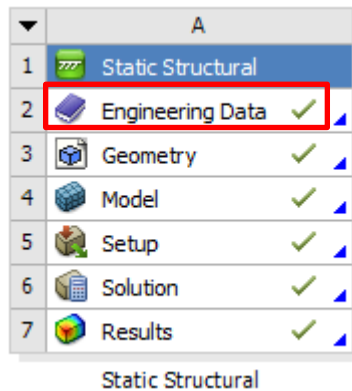 A
1 Static Structural
2 Engineering Data
3 Geometry
4 Model
5 Setup
6 Solution
7 Results
Static Structural